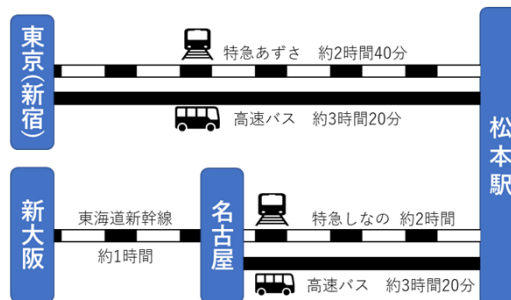 東京(新宿)
特急あずさ 約2時間40分
高速バス 約3時間20分
松本駅
新大阪
東海道新幹線
約1時間
名古屋
特急しなの 約2時間
高速バス 約3時間20分